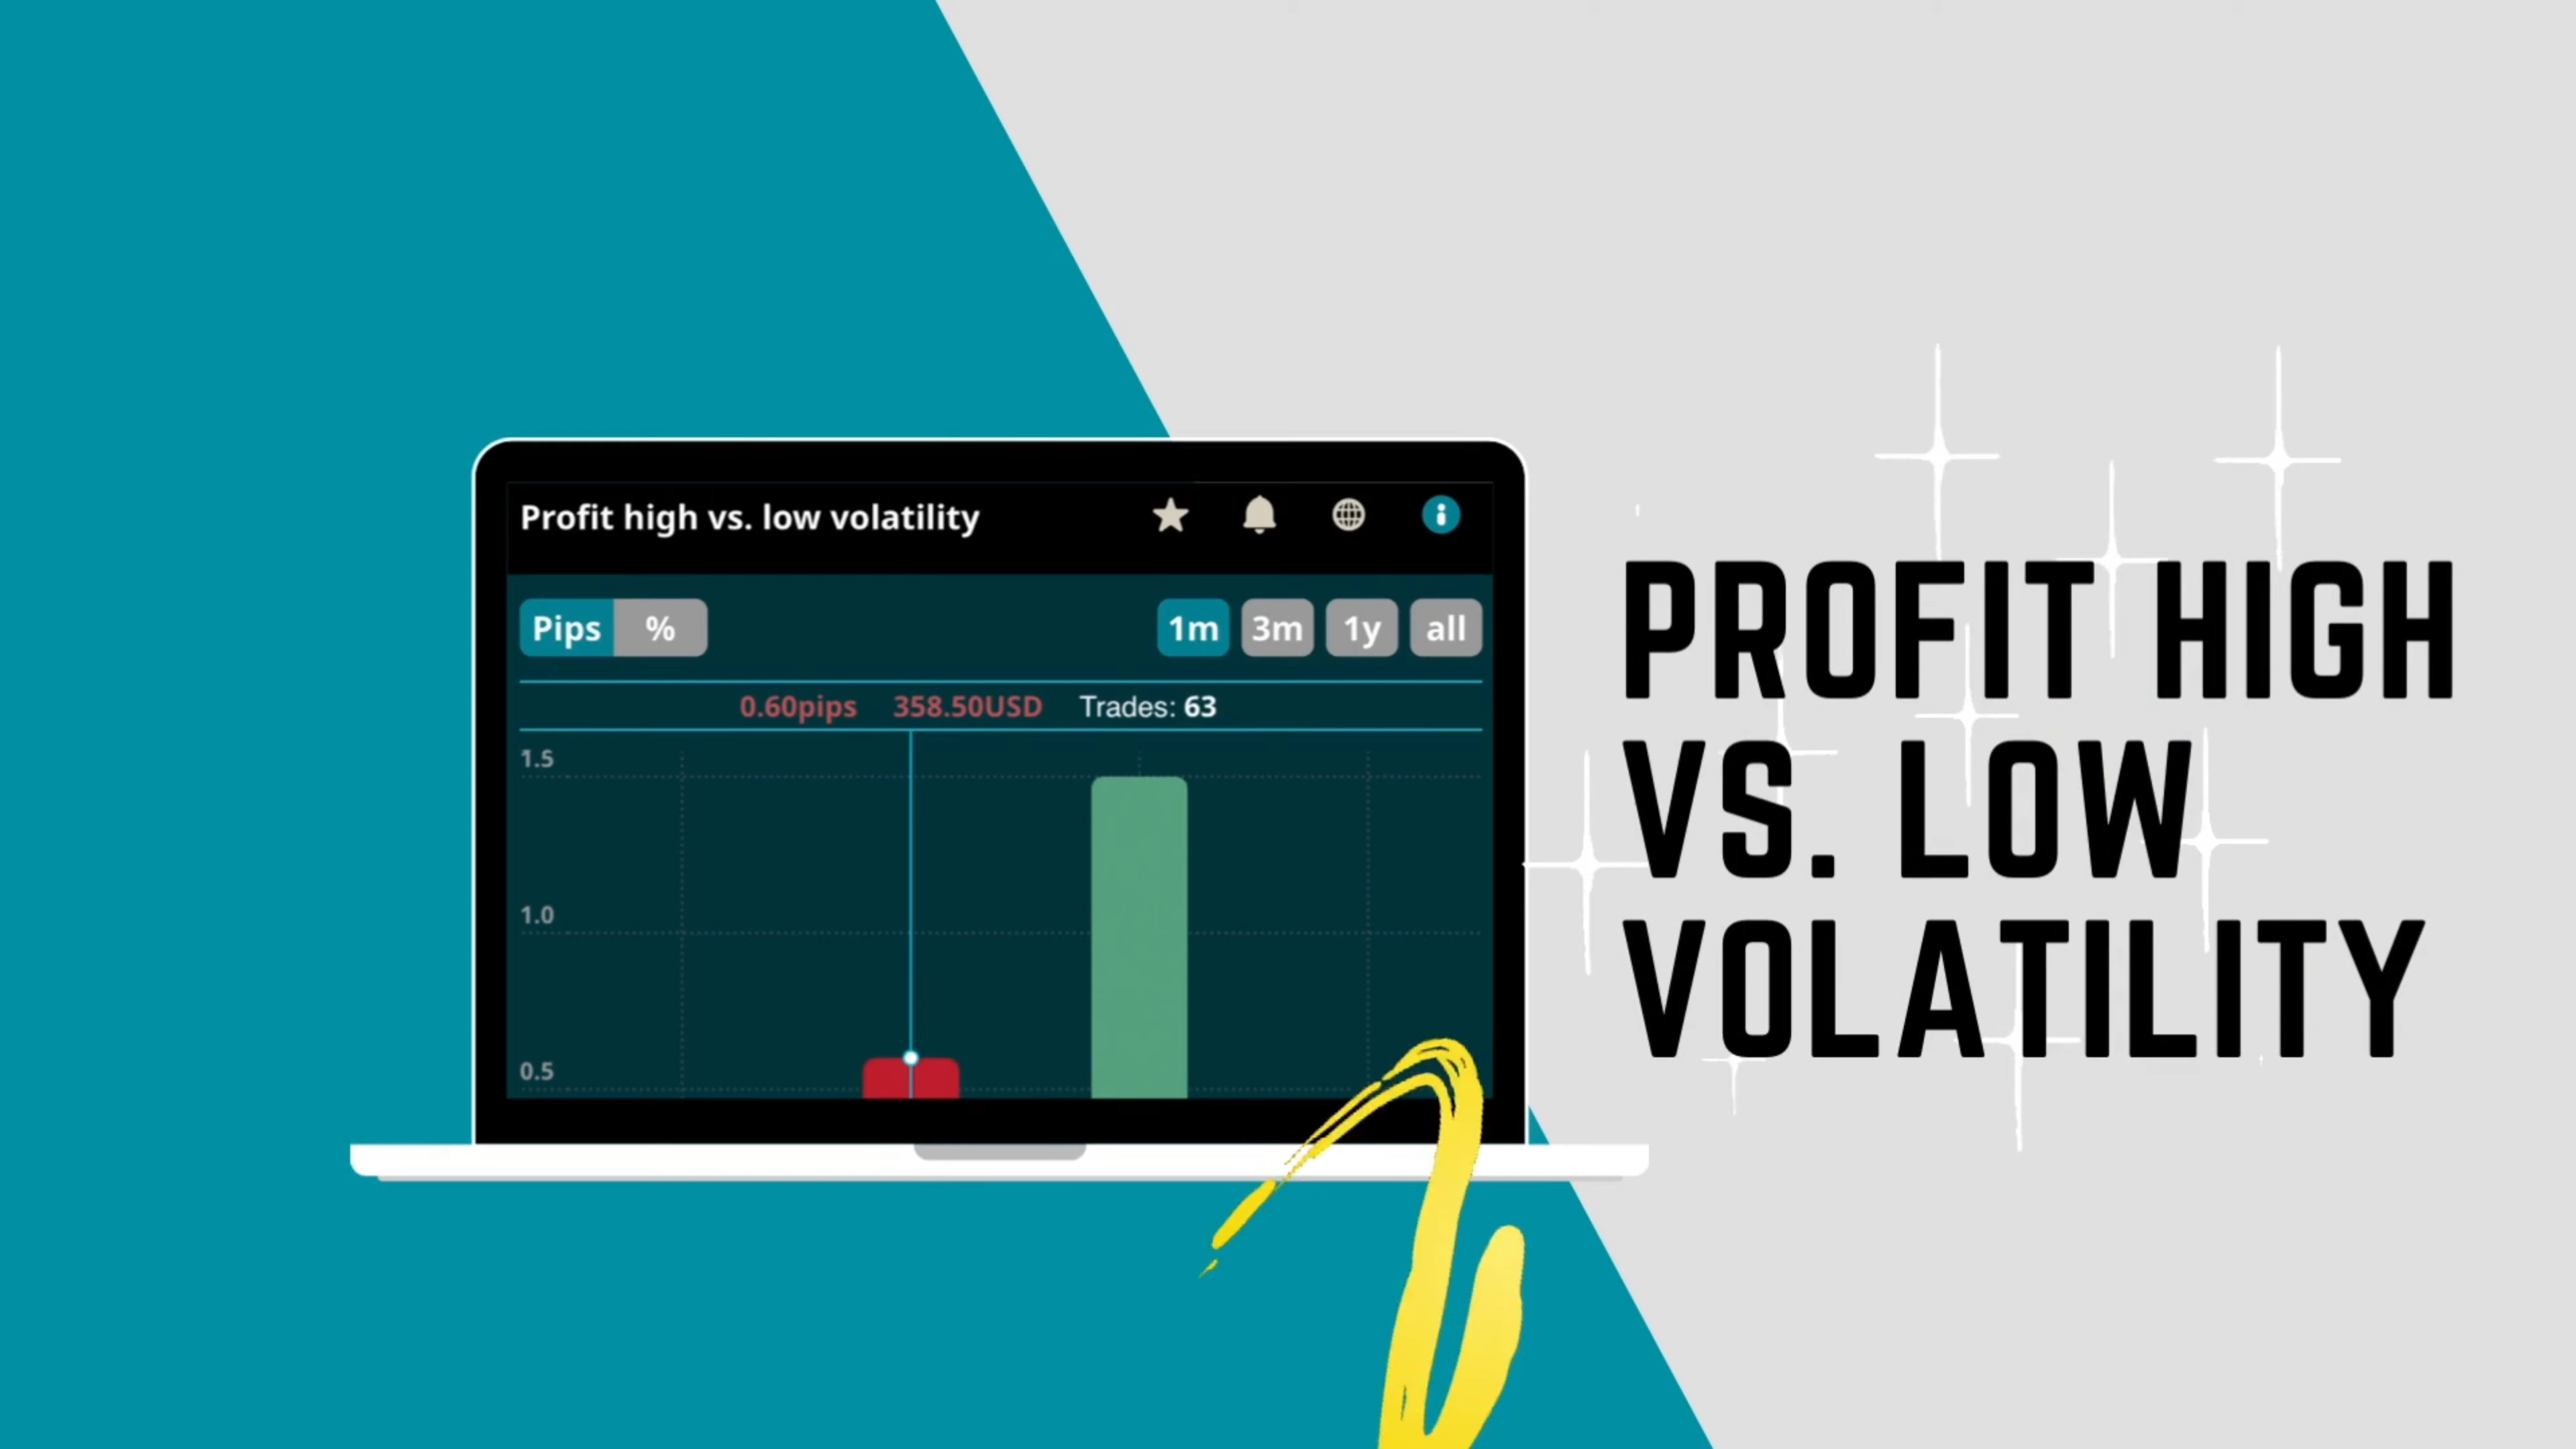 Profit high vs. low volatility
Pips % 1m 3m 1y all
0.60pips 358.50USD Trades: 63
1.5
1.0
0.5
PROFIT HIGH
VS. LOW
VOLATILITY